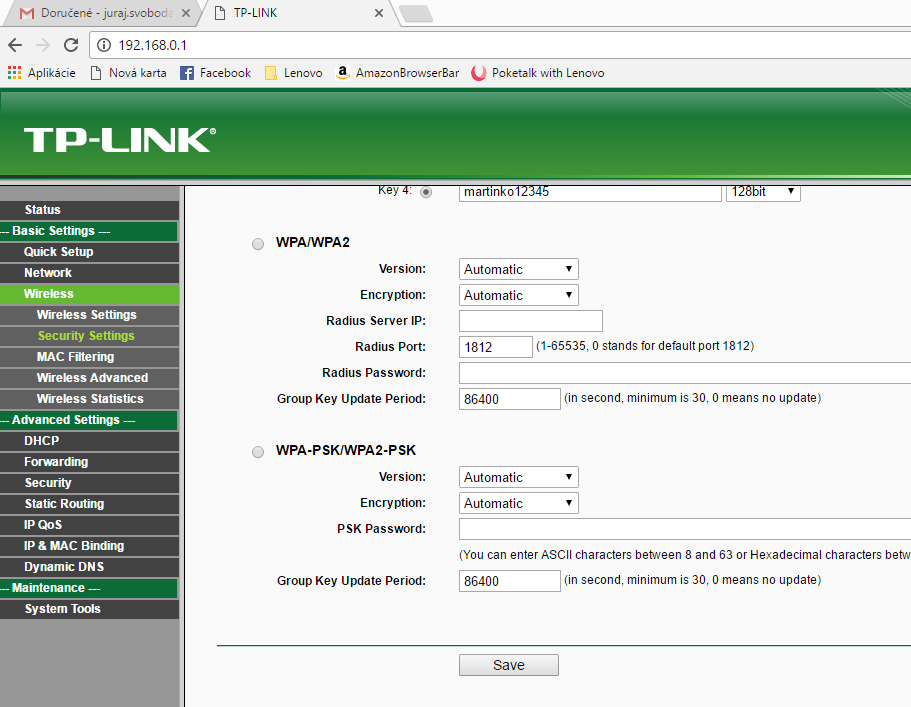 Doručené - juraj.svoboda
TP-LINK
192.168.0.1
Aplikácie Nová karta Facebook Lenovo AmazonBrowserBar Poketalk with Lenovo
TP-LINK®
Status
-- Basic Settings ---
Quick Setup
Network
Wireless
Wireless Settings
Security Settings
MAC Filtering
Wireless Advanced
Wireless Statistics
-- Advanced Settings ---
DHCP
Forwarding
Security
Static Routing
IP QoS
IP & MAC Binding
Dynamic DNS
-- Maintenance ---
System Tools
Key 4: martinko12345 128bit
WPA/WPA2
Version: Automatic
Encryption: Automatic
Radius Server IP:
Radius Port: 1812 (1-65535, 0 stands for default port 1812)
Radius Password:
Group Key Update Period: 86400 (in second, minimum is 30, 0 means no update)
WPA-PSK/WPA2-PSK
Version: Automatic
Encryption: Automatic
PSK Password:
(You can enter ASCII characters between 8 and 63 or Hexadecimal characters betw
Group Key Update Period: 86400 (in second, minimum is 30, 0 means no update)
Save